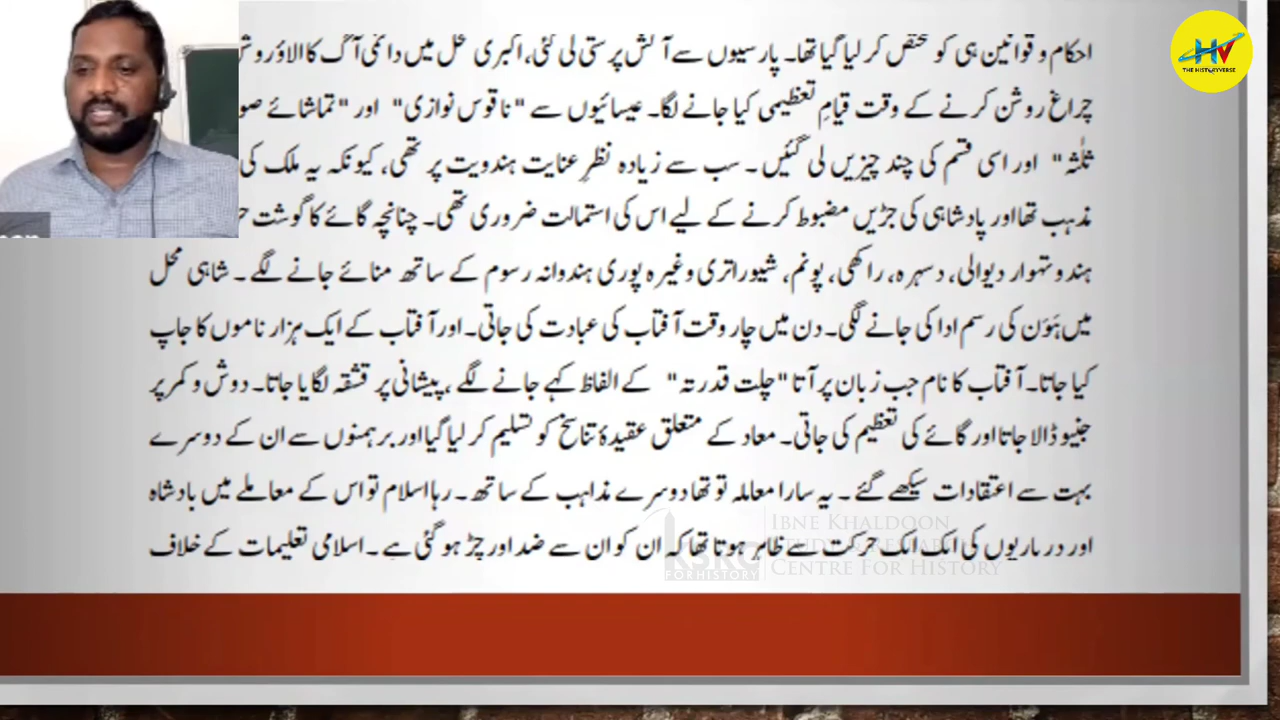 احکام و قوانین ہی کو مختص کر لیا گیا تھا۔ پارسیوں سے آتش پرستی لی گئی، اکبری محل میں دائمی آگ کا الاؤ
چراغ روشن کرنے کے وقت قیامِ تعظیمی کیا جانے لگا۔ عیسائیوں سے "ناقوس نوازی" اور "تماشائے
ثلٰثہ" اور اسی قسم کی چند چیزیں لی گئیں۔ سب سے زیادہ نظرِ عنایت ہندویت پر تھی، کیونکہ یہ ملک کی
مذہب تھا اور پادشاہی کی جڑیں مضبوط کرنے کے لیے اس کی استمالت ضروری تھی۔ چنانچہ گائے کا گوشت
ہندو تہوار دیوالی، دسہرہ، راکھی، پونم، شیوراتری وغیرہ پوری ہندوانہ رسوم کے ساتھ منائے جانے لگے۔ شاہی محل
میں ہَوَن کی رسم ادا کی جانے لگی۔ دن میں چار وقت آفتاب کی عبادت کی جاتی۔ اور آفتاب کے ایک ہزار ناموں کا جاپ
کیا جاتا۔ آفتاب کا نام جب زبان پر آتا "جلت قدرتہ" کے الفاظ کہے جانے لگے، پیشانی پر قشقہ لگایا جاتا۔ دوش و کمر پر
جنیو ڈالا جاتا اور گائے کی تعظیم کی جاتی۔ معاد کے متعلق عقیدۂ تناسخ کو تسلیم کر لیا گیا اور برہمنوں سے ان کے دوسرے
بہت سے اعتقادات سیکھے گئے۔ یہ سارا معاملہ تو تھا دوسرے مذاہب کے ساتھ۔ رہا اسلام تو اس کے معاملے میں بادشاہ
اور درباریوں کی ایک ایک حرکت سے ظاہر ہوتا تھا کہ ان کو ان سے ضد اور چڑ ہو گئی ہے۔ اسلامی تعلیمات کے خلاف
HV
THE HISTORYVERSE
IBNE KHALDOON
CENTRE FOR HISTORY
KSRC
FOR HISTORY